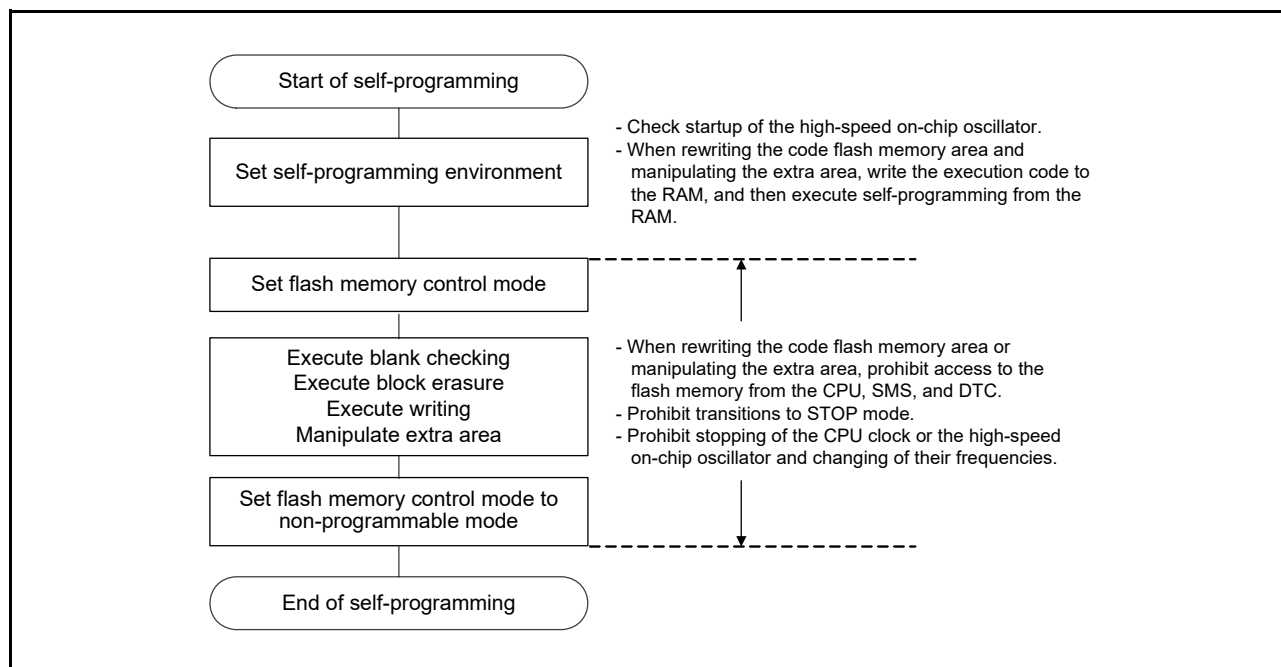 Start of self-programming
Set self-programming environment
- Check startup of the high-speed on-chip oscillator.
- When rewriting the code flash memory area and
manipulating the extra area, write the execution code to
the RAM, and then execute self-programming from the
RAM.
Set flash memory control mode
Execute blank checking
Execute block erasure
Execute writing
Manipulate extra area
- When rewriting the code flash memory area or
manipulating the extra area, prohibit access to the
flash memory from the CPU, SMS, and DTC.
- Prohibit transitions to STOP mode.
- Prohibit stopping of the CPU clock or the high-speed
on-chip oscillator and changing of their frequencies.
Set flash memory control mode to
non-programmable mode
End of self-programming